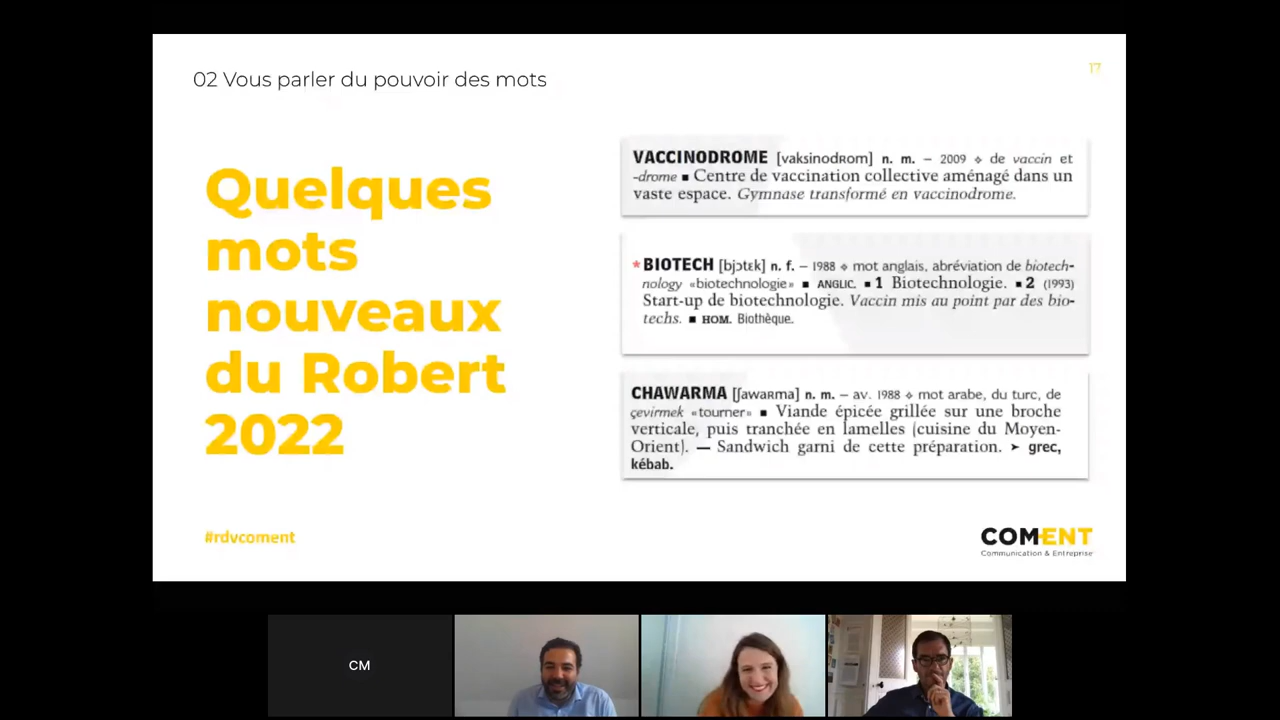 02 Vous parler du pouvoir des mots
17
Quelques
mots
nouveaux
du Robert
2022
VACCINODROME [vaksinodʀom] n. m. – 2009 ❖ de vaccin et
-drome ■ Centre de vaccination collective aménagé dans un
vaste espace. Gymnase transformé en vaccinodrome.
*BIOTECH [bjɔtɛk] n. f. – 1988 ❖ mot anglais, abréviation de biotech-
nology «biotechnologie» ■ ANGLIC. ■ 1 Biotechnologie. ■ 2 (1993)
Start-up de biotechnologie. Vaccin mis au point par des bio-
techs. ■ HOM. Biothèque.
CHAWARMA [ʃawaʀma] n. m. – av. 1988 ❖ mot arabe, du turc, de
çevirmek «tourner» ■ Viande épicée grillée sur une broche
verticale, puis tranchée en lamelles (cuisine du Moyen-
Orient). — Sandwich garni de cette préparation. ➤ grec,
kébab.
#rdvcoment
COMENT
Communication & Entreprise
CM